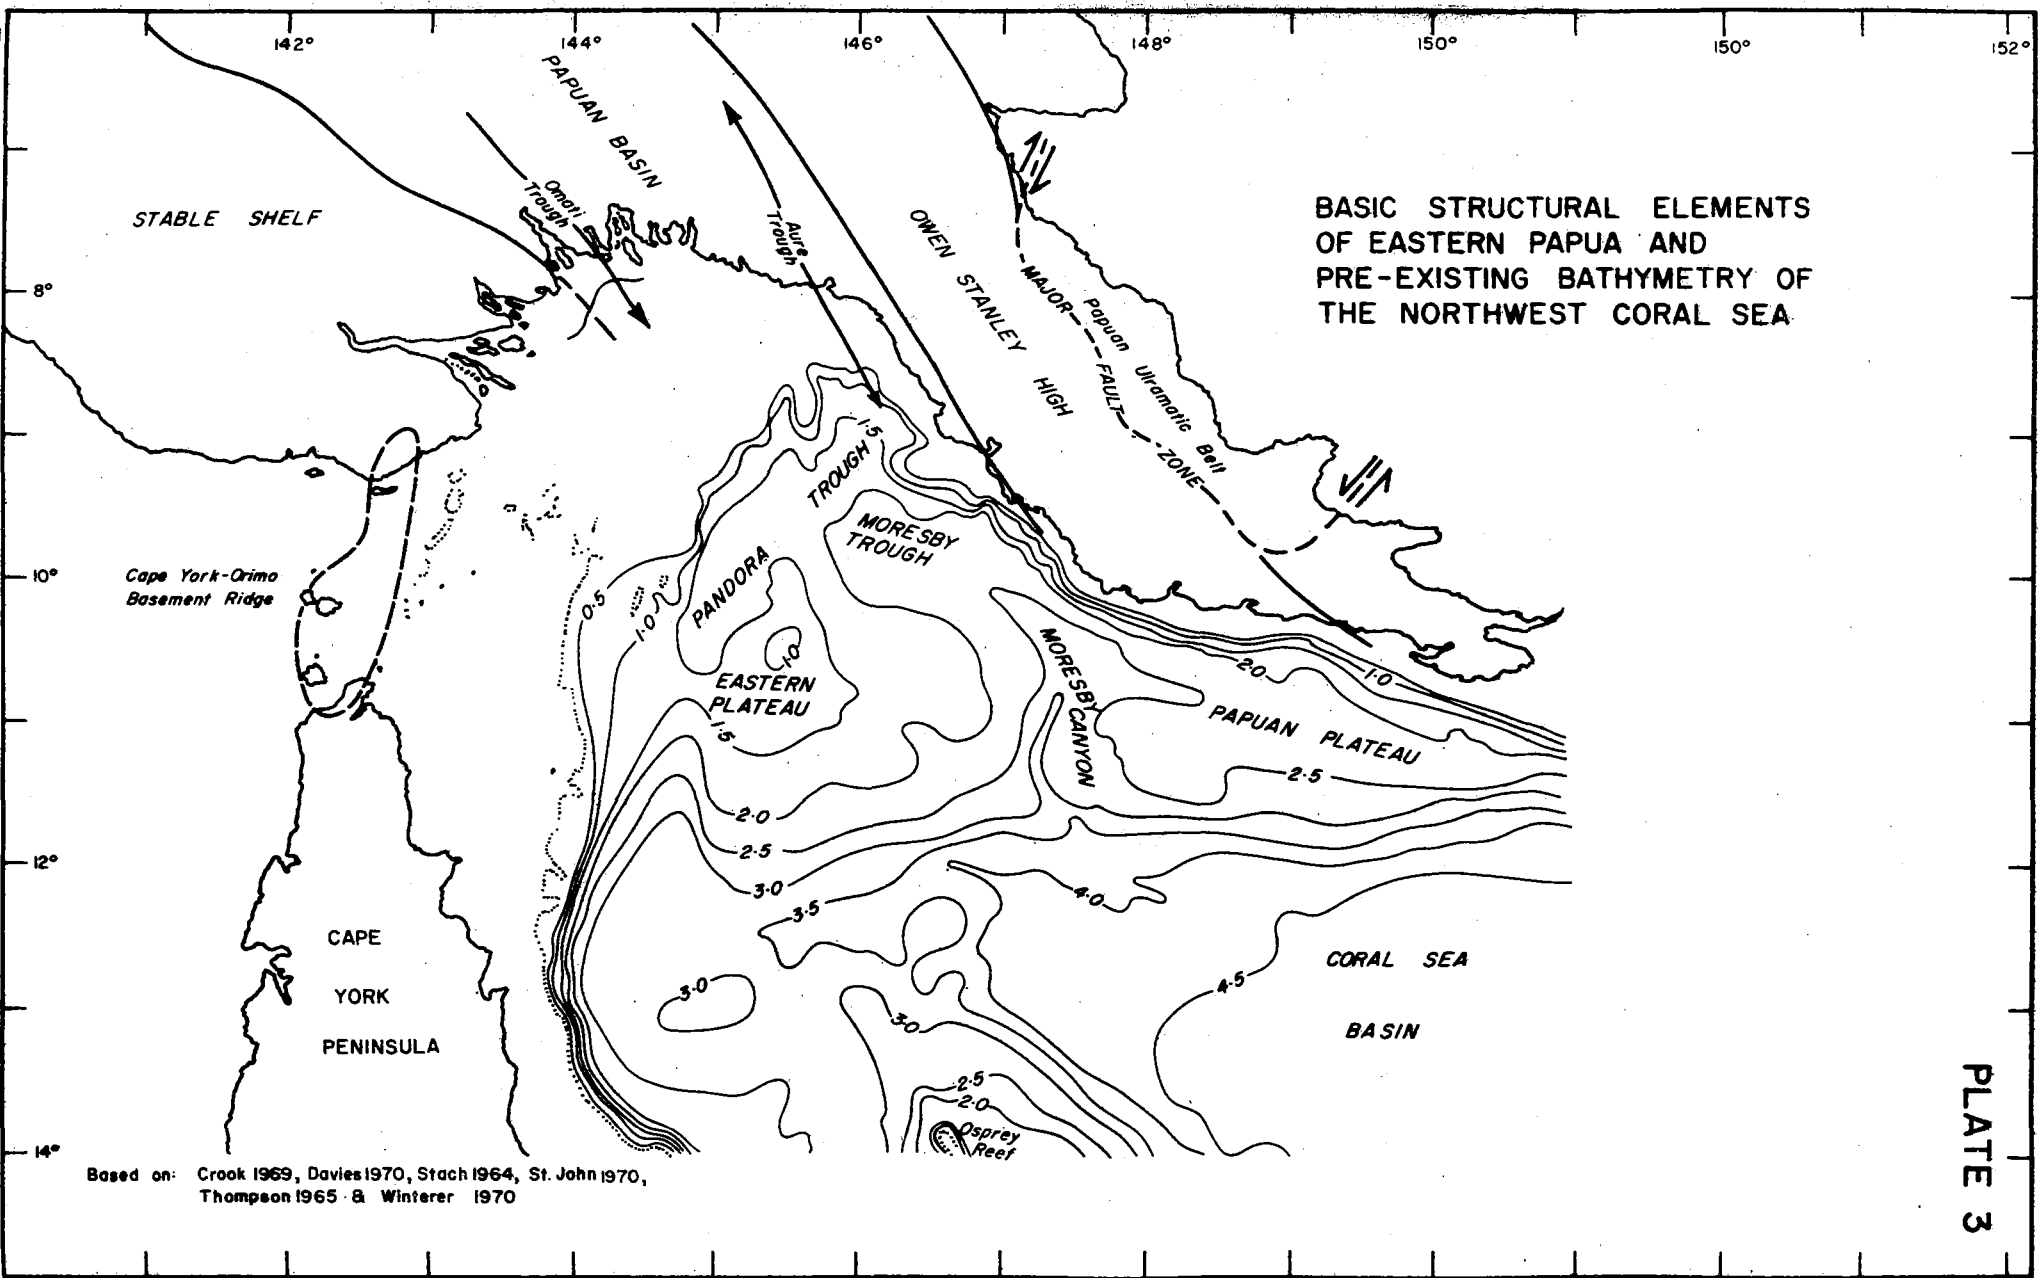 142°
144°
146°
148°
150°
150°
152°
PAPUAN BASIN
STABLE SHELF
Omati
Trough
Aure
Trough
OWEN STANLEY HIGH
MAJOR FAULT ZONE
Papuan Ulramatic Belt
BASIC STRUCTURAL ELEMENTS
OF EASTERN PAPUA AND
PRE-EXISTING BATHYMETRY OF
THE NORTHWEST CORAL SEA
8°
1·5
PANDORA TROUGH
MORESBY
TROUGH
10°
Cape York-Orimo
Basement Ridge
0·5
1·0
1·0
EASTERN
PLATEAU
1·5
MORESBY CANYON
2·0
1·0
PAPUAN PLATEAU
2·5
2·0
2·5
3·0
3·5
4·0
12°
CAPE
YORK
PENINSULA
3·0
3·0
4·5
CORAL SEA
BASIN
2·5
2·0
Osprey
Reef
14°
Based on: Crook 1969, Davies 1970, Stach 1964, St. John 1970,
Thompson 1965 & Winterer 1970
PLATE 3